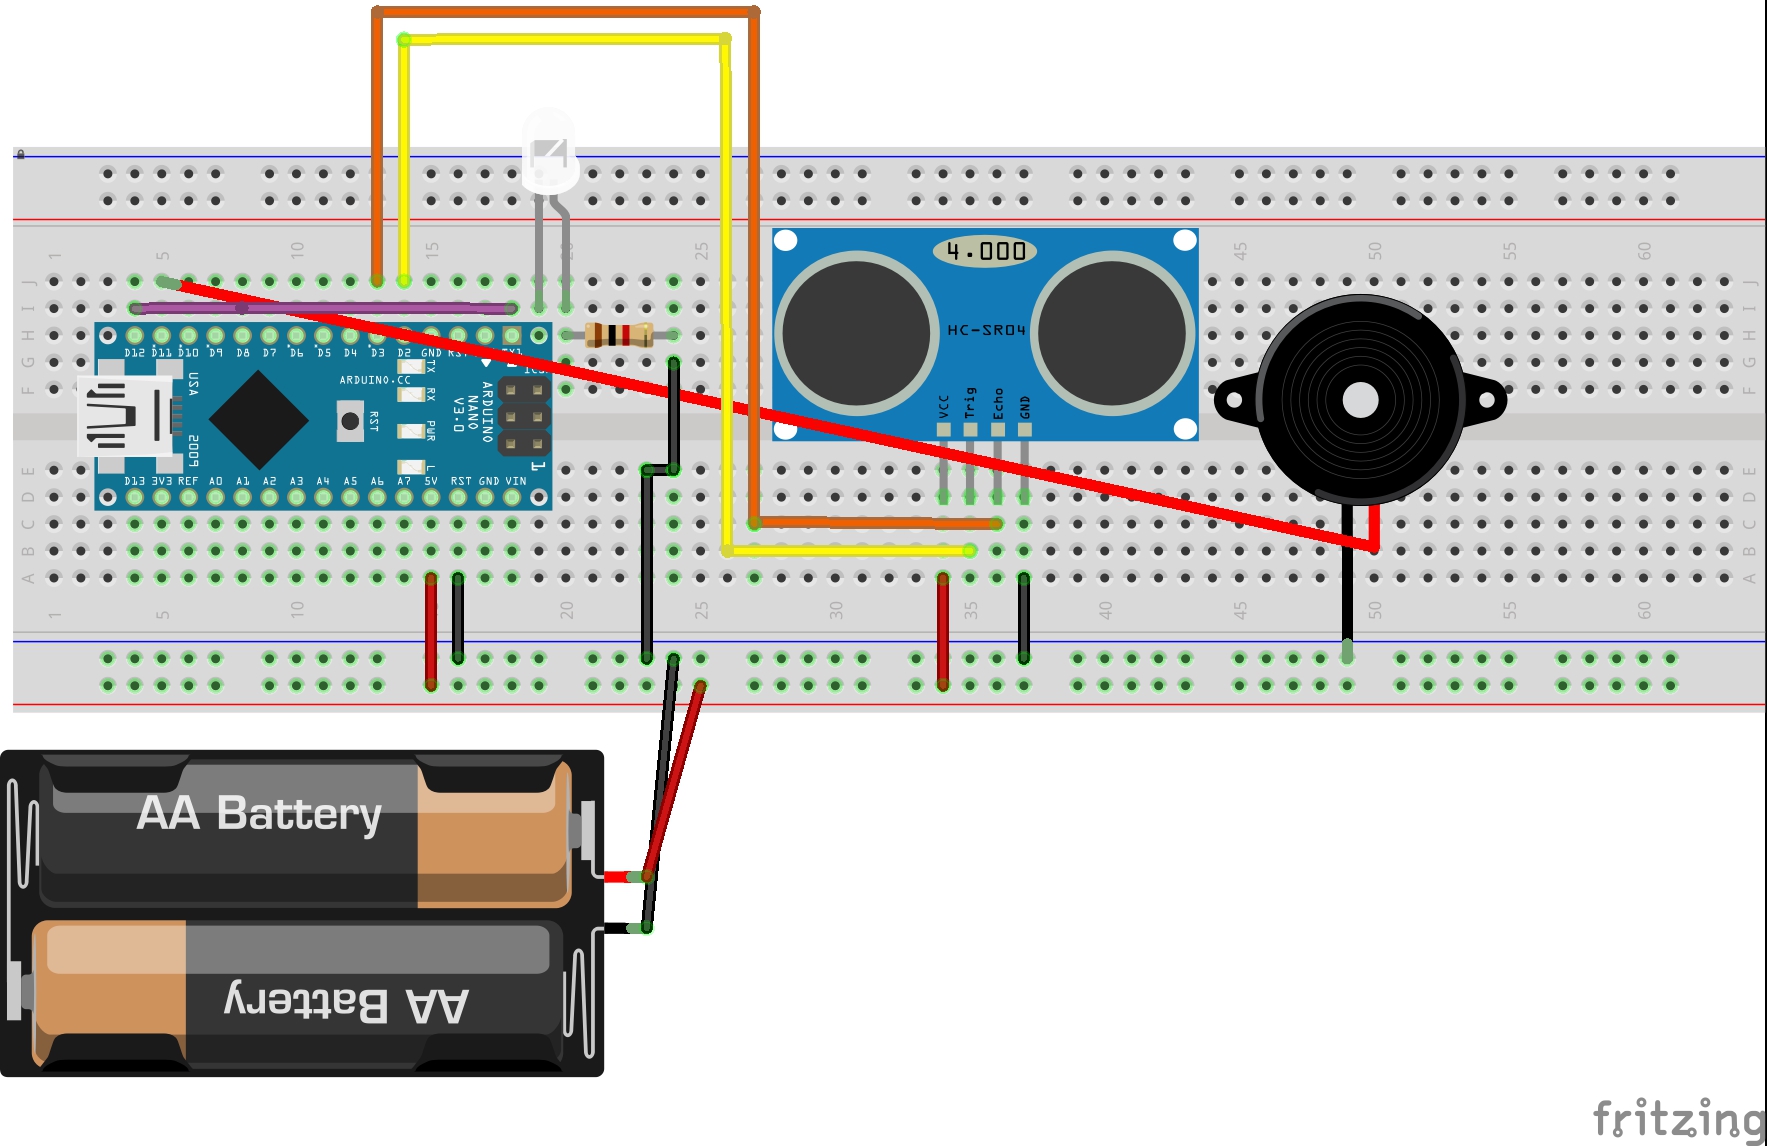 1 5 10 15 20 25 45 50 55 60
J J
I I
H H
G G
F F
4.000
HC-SR04
VCC Trig Echo GND
D12 D11 D10 D9 D8 D7 D6 D5 D4 D3 D2 GND RST TX1
ARDUINO.CC
USA
2009
RST
TX
RX
PWR
L
ARDUINO
NANO
V3.0
1
D13 3V3 REF A0 A1 A2 A3 A4 A5 A6 A7 5V RST GND VIN
E E
D D
C C
B B
A A
1 5 10 15 20 25 30 35 40 45 50 55 60
AA Battery
AA Battery
fritzing